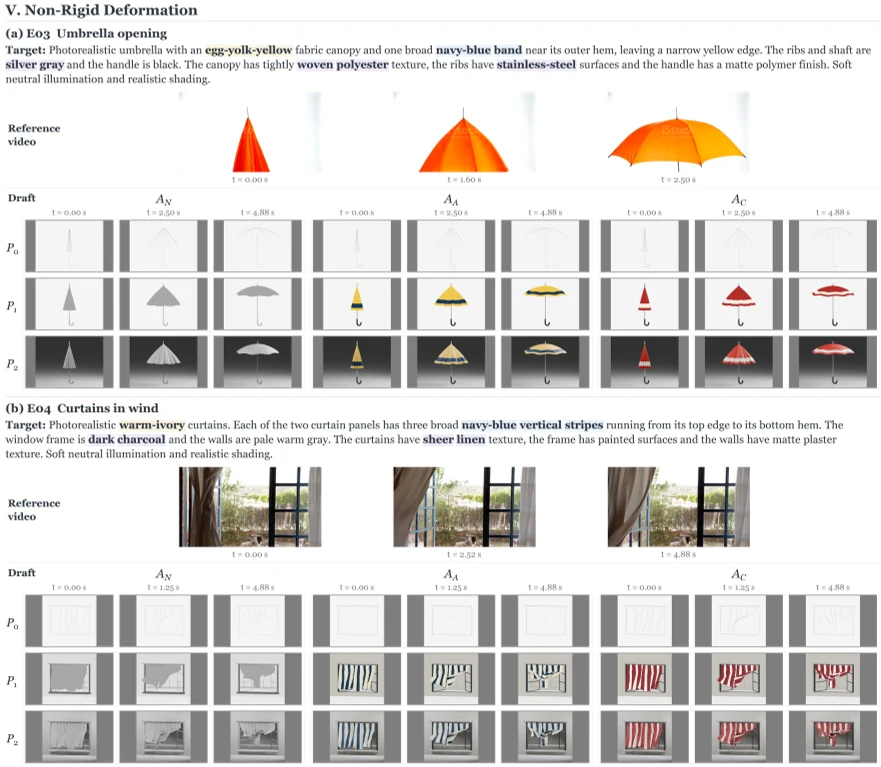 V. Non-Rigid Deformation
(a) E03 Umbrella opening
Target: Photorealistic umbrella with an egg-yolk-yellow fabric canopy and one broad navy-blue band near its outer hem, leaving a narrow yellow edge. The ribs and shaft are
silver gray and the handle is black. The canopy has tightly woven polyester texture, the ribs have stainless-steel surfaces and the handle has a matte polymer finish. Soft
neutral illumination and realistic shading.
Reference
video
iStock
t = 0.00 s t = 1.60 s t = 2.50 s
Draft A_N A_A A_C
t = 0.00 s t = 2.50 s t = 4.88 s t = 0.00 s t = 2.50 s t = 4.88 s t = 0.00 s t = 2.50 s t = 4.88 s
P_0
P_1
P_2
(b) E04 Curtains in wind
Target: Photorealistic warm-ivory curtains. Each of the two curtain panels has three broad navy-blue vertical stripes running from its top edge to its bottom hem. The
window frame is dark charcoal and the walls are pale warm gray. The curtains have sheer linen texture, the frame has painted surfaces and the walls have matte plaster
texture. Soft neutral illumination and realistic shading.
Reference
video
t = 0.00 s t = 2.52 s t = 4.88 s
Draft A_N A_A A_C
t = 0.00 s t = 1.25 s t = 4.88 s t = 0.00 s t = 1.25 s t = 4.88 s t = 0.00 s t = 1.25 s t = 4.88 s
P_0
P_1
P_2